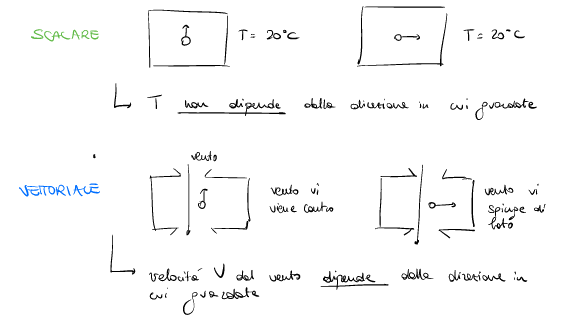 SCALARE
T = 20°C
T = 20°C
T non dipende dalla direzione in cui guardate
vento
VETTORIALE
vento vi
viene contro
vento vi
spinge di
lato
velocità V del vento dipende dalla direzione in
cui guardate